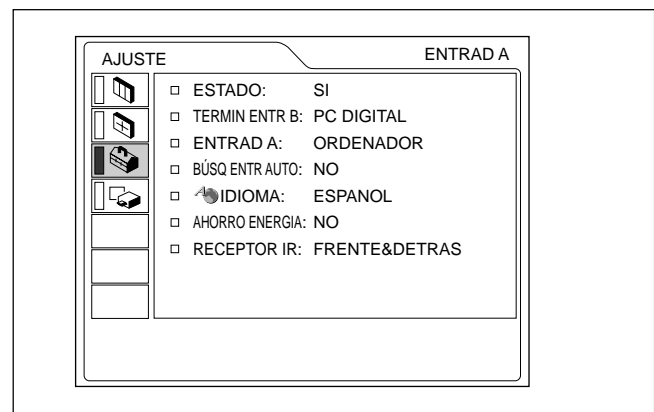 AJUSTE ENTRAD A
ESTADO: SI
TERMIN ENTR B: PC DIGITAL
ENTRAD A: ORDENADOR
BÚSQ ENTR AUTO: NO
IDIOMA: ESPANOL
AHORRO ENERGIA: NO
RECEPTOR IR: FRENTE&DETRAS